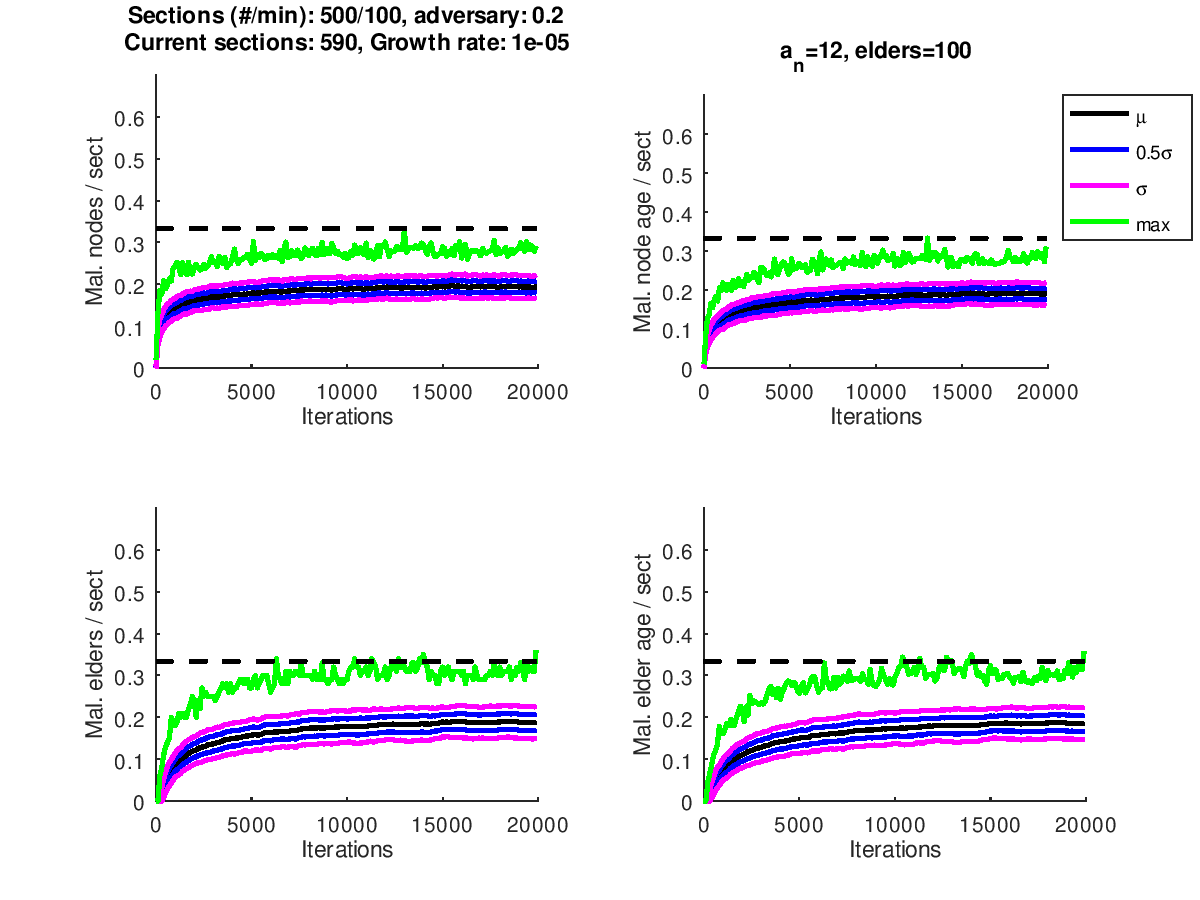 Sections (#/min): 500/100, adversary: 0.2
Current sections: 590, Growth rate: 1e-05
Mal. nodes / sect
0.6
0.5
0.4
0.3
0.2
0.1
0
0 5000 10000 15000 20000
Iterations
a_n=12, elders=100
Mal. node age / sect
0.6
0.5
0.4
0.3
0.2
0.1
0
0 5000 10000 15000 20000
Iterations
μ
0.5σ
σ
max
Mal. elders / sect
0.6
0.5
0.4
0.3
0.2
0.1
0
0 5000 10000 15000 20000
Iterations
Mal. elder age / sect
0.6
0.5
0.4
0.3
0.2
0.1
0
0 5000 10000 15000 20000
Iterations